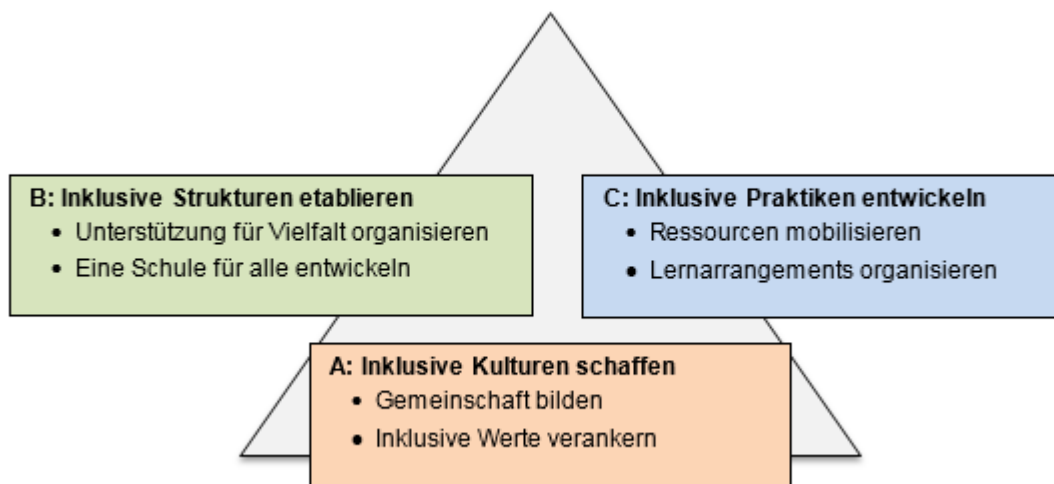 B: Inklusive Strukturen etablieren
• Unterstützung für Vielfalt organisieren
• Eine Schule für alle entwickeln
C: Inklusive Praktiken entwickeln
• Ressourcen mobilisieren
• Lernarrangements organisieren
A: Inklusive Kulturen schaffen
• Gemeinschaft bilden
• Inklusive Werte verankern